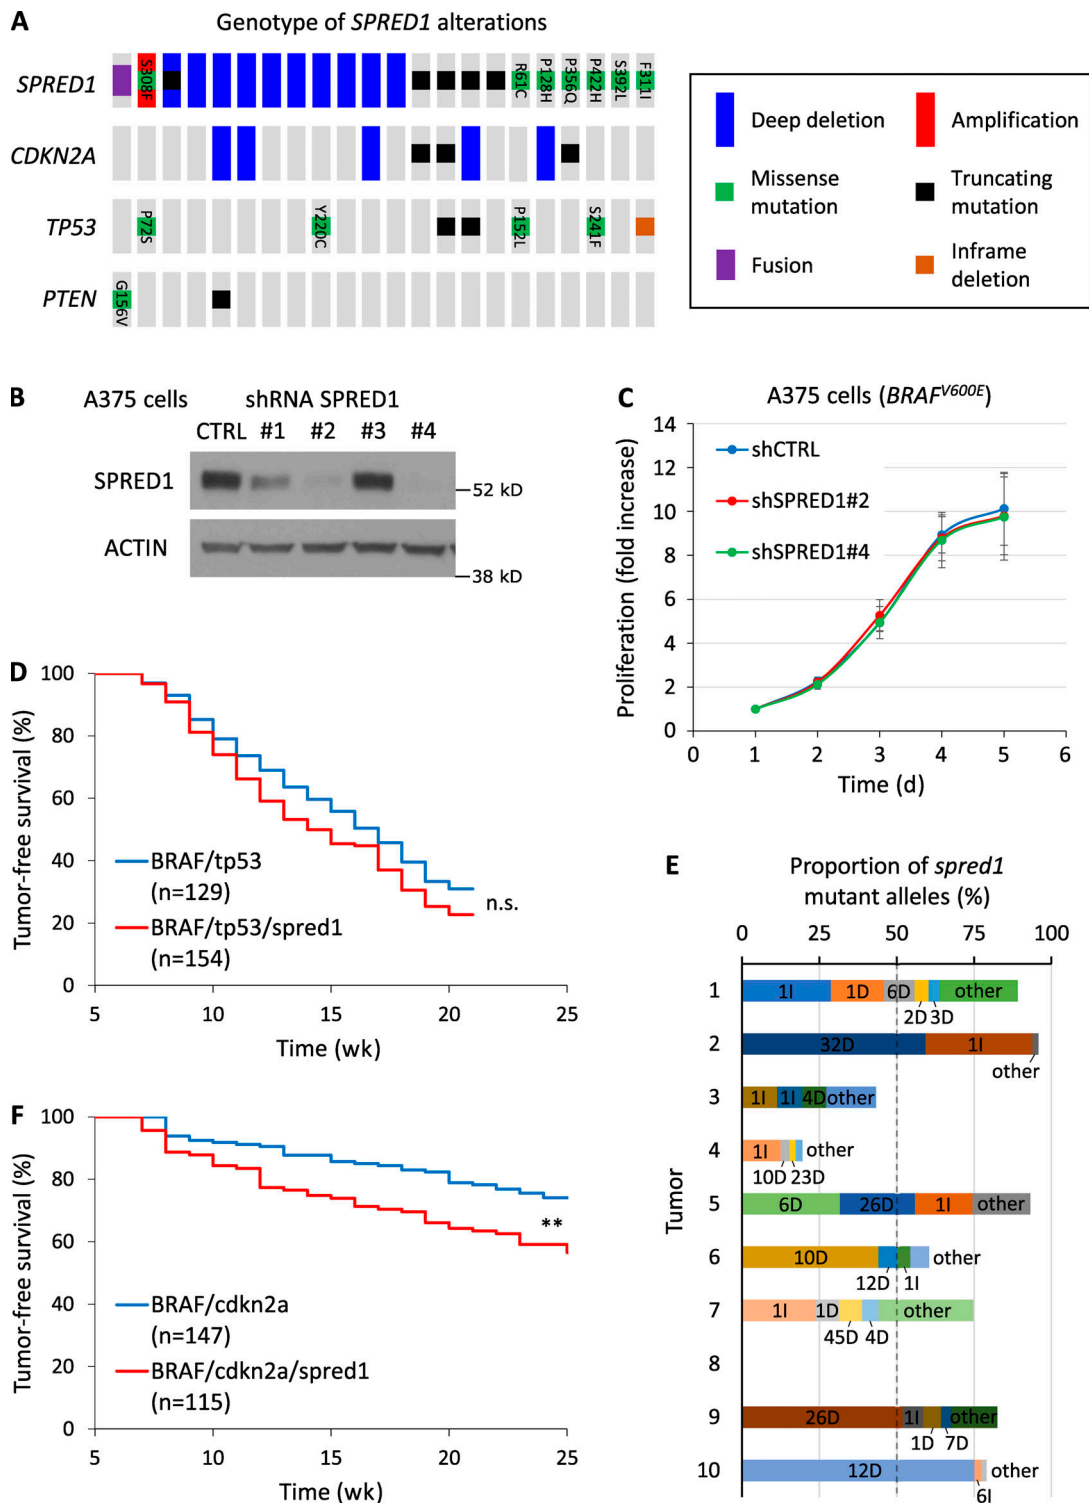 A
Genotype of SPRED1 alterations
SPRED1
S308F
R61C
P128H
P356Q
P422H
S392L
F311I
CDKN2A
TP53
P72S
Y220C
P152L
S241F
PTEN
G156V
Deep deletion
Amplification
Missense
mutation
Truncating
mutation
Fusion
Inframe
deletion
B
A375 cells
shRNA SPRED1
CTRL #1 #2 #3 #4
SPRED1
52 kD
ACTIN
38 kD
C
A375 cells (BRAFV600E)
Proliferation (fold increase)
14
12
10
8
6
4
2
0
shCTRL
shSPRED1#2
shSPRED1#4
0 1 2 3 4 5 6
Time (d)
D
Tumor-free survival (%)
100
80
60
40
20
0
BRAF/tp53
(n=129)
BRAF/tp53/spred1
(n=154)
n.s.
5 10 15 20 25
Time (wk)
E
Proportion of spred1
mutant alleles (%)
0 25 50 75 100
Tumor
1
1I 1D 6D other
2D 3D
2
32D 1I
other
3
1I 1I 4D other
4
1I other
10D 23D
5
6D 26D 1I other
6
10D other
12D 1I
7
1I 1D other
45D 4D
8
9
26D 1I other
1D 7D
10
12D other
6I
F
Tumor-free survival (%)
100
80
60
40
20
0
**
BRAF/cdkn2a
(n=147)
BRAF/cdkn2a/spred1
(n=115)
5 10 15 20 25
Time (wk)